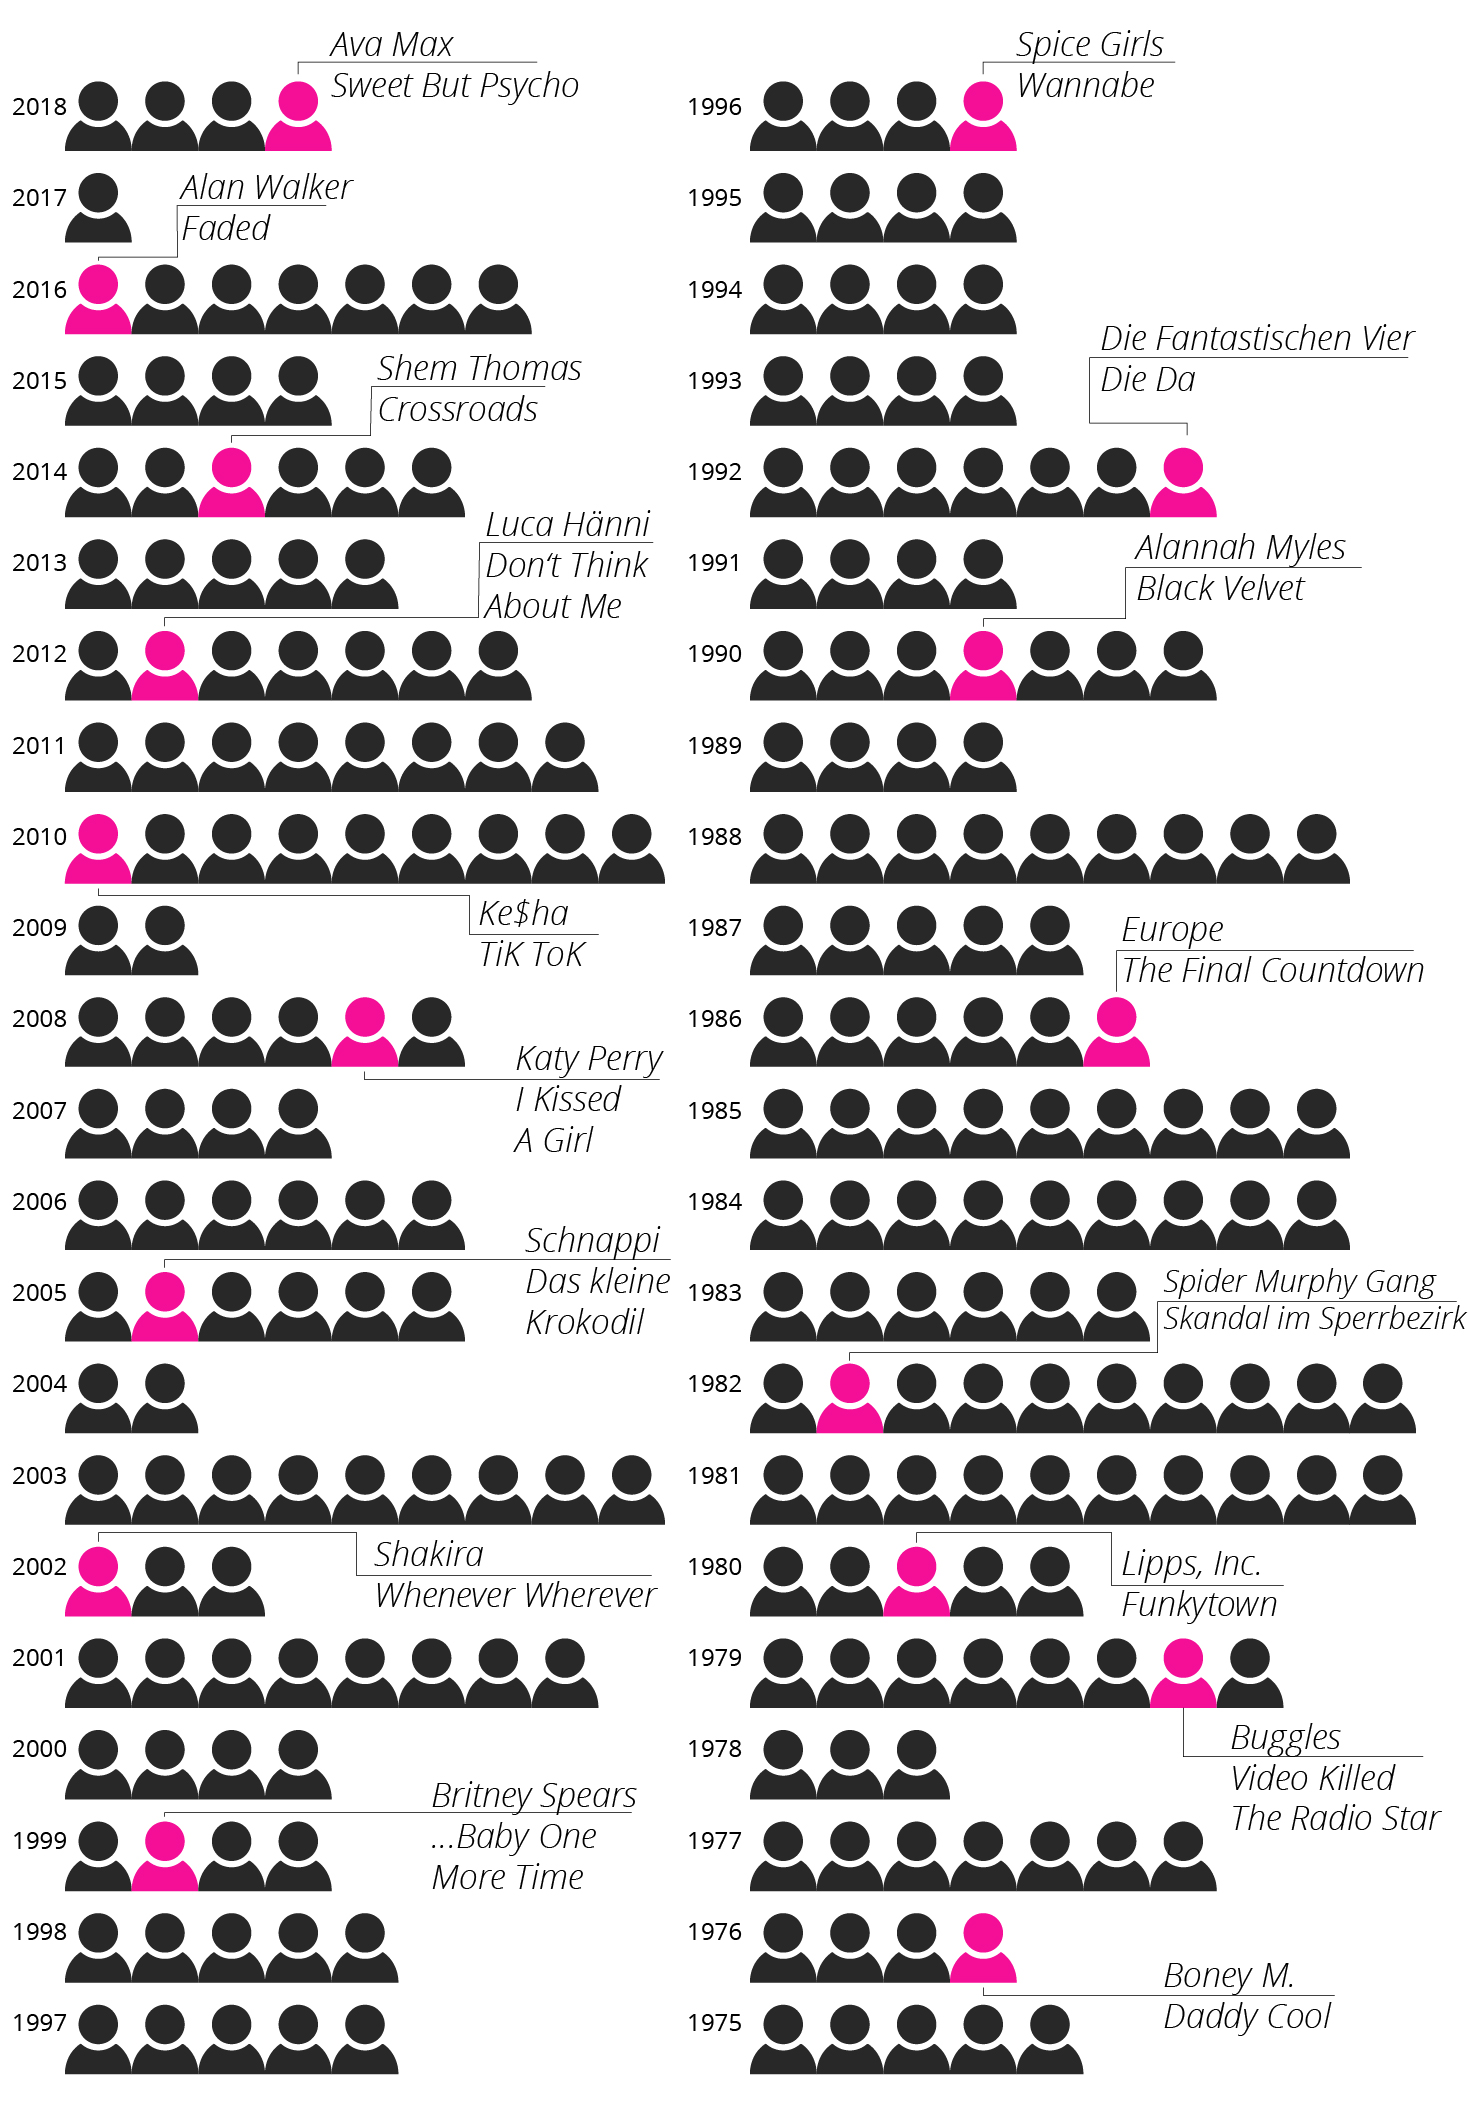 Ava Max
Sweet But Psycho
2018
2017
Alan Walker
Faded
2016
2015
Shem Thomas
Crossroads
2014
2013
Luca Hänni
Don‘t Think
About Me
2012
2011
2010
Ke$ha
TiK ToK
2009
2008
Katy Perry
I Kissed
A Girl
2007
2006
Schnappi
Das kleine
Krokodil
2005
2004
2003
2002
Shakira
Whenever Wherever
2001
2000
Britney Spears
...Baby One
More Time
1999
1998
1997
Spice Girls
Wannabe
1996
1995
1994
1993
Die Fantastischen Vier
Die Da
1992
1991
Alannah Myles
Black Velvet
1990
1989
1988
1987
Europe
The Final Countdown
1986
1985
1984
1983
Spider Murphy Gang
Skandal im Sperrbezirk
1982
1981
1980
Lipps, Inc.
Funkytown
1979
Buggles
Video Killed
The Radio Star
1978
1977
1976
Boney M.
Daddy Cool
1975